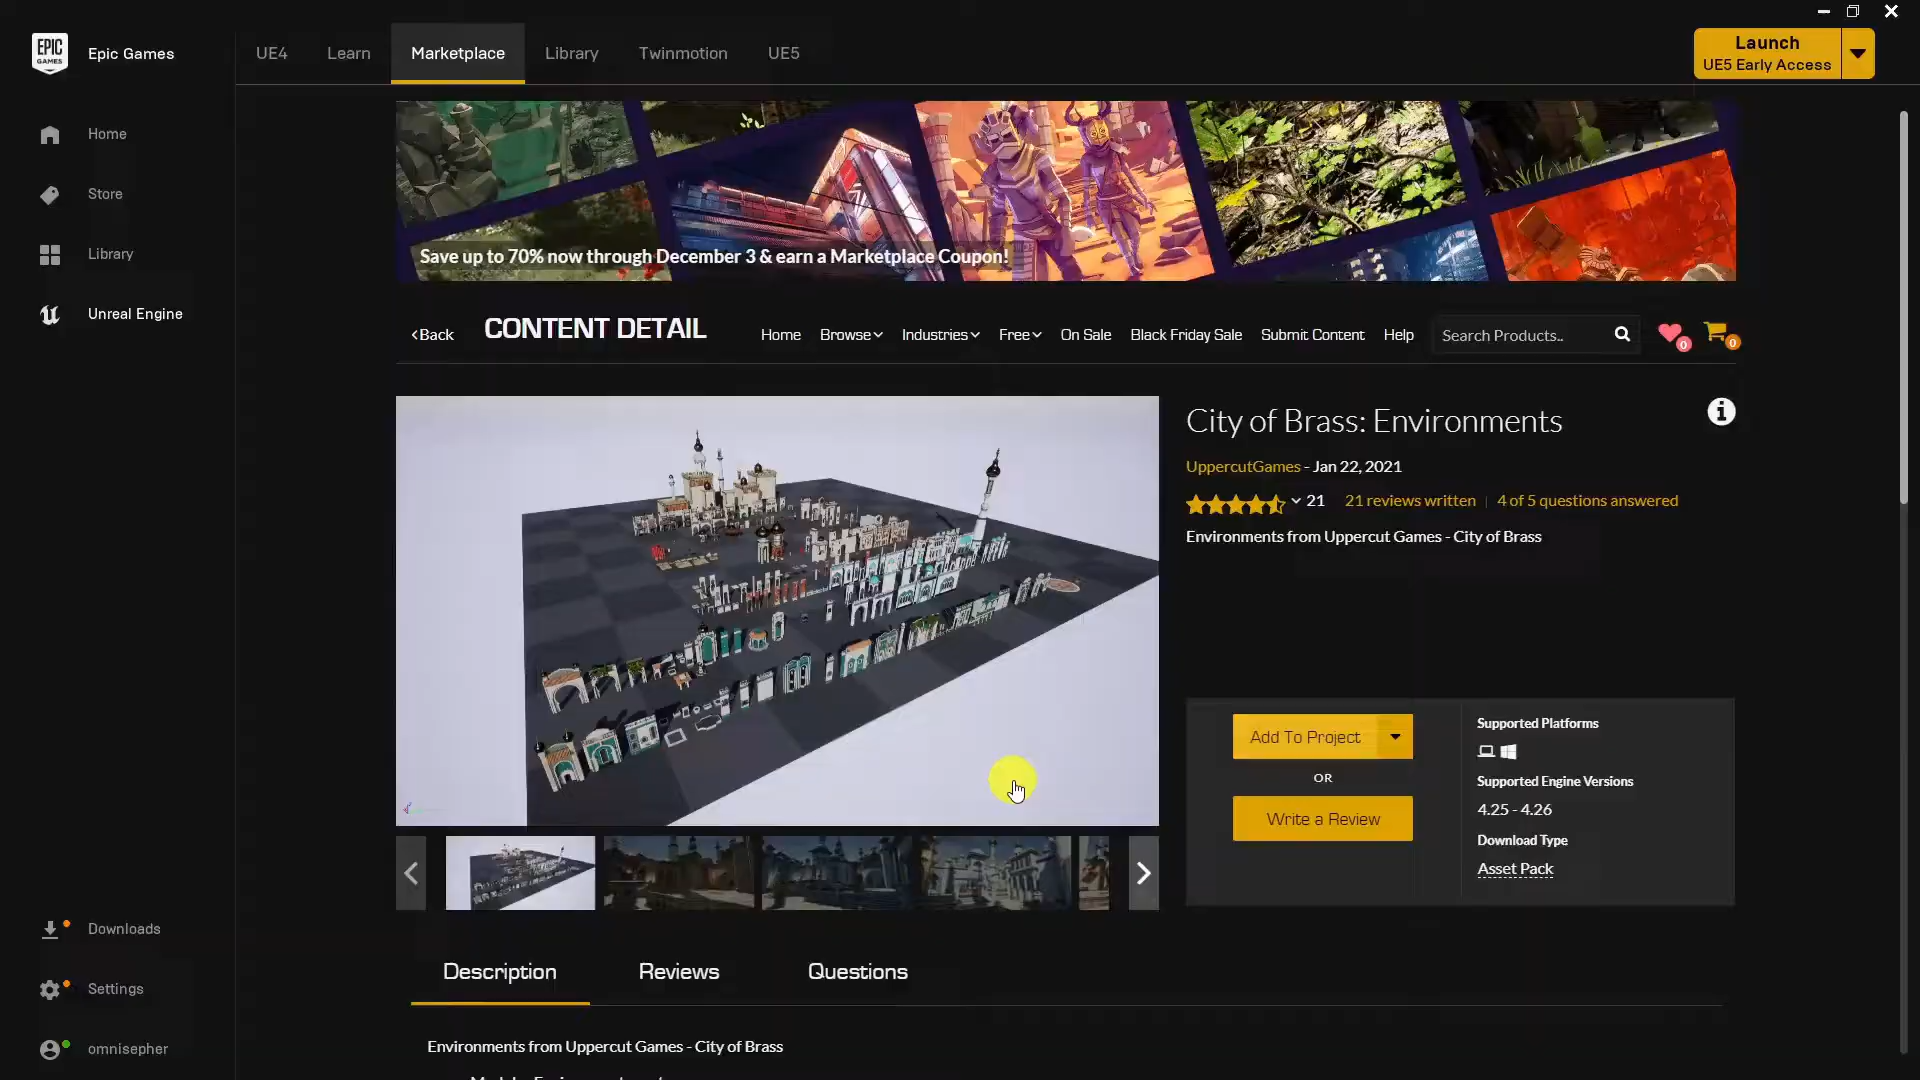 EPIC
GAMES
Epic Games
UE4
Learn
Marketplace
Library
Twinmotion
UE5
Launch
UE5 Early Access
Home
Store
Library
Unreal Engine
Save up to 70% now through December 3 & earn a Marketplace Coupon!
Back
CONTENT DETAIL
Home
Browse
Industries
Free
On Sale
Black Friday Sale
Submit Content
Help
Search Products..
0
0
City of Brass: Environments
UppercutGames - Jan 22, 2021
21
21 reviews written | 4 of 5 questions answered
Environments from Uppercut Games - City of Brass
Add To Project
OR
Write a Review
Supported Platforms
Supported Engine Versions
4.25 - 4.26
Download Type
Asset Pack
Description
Reviews
Questions
Environments from Uppercut Games - City of Brass
Downloads
Settings
omnisepher